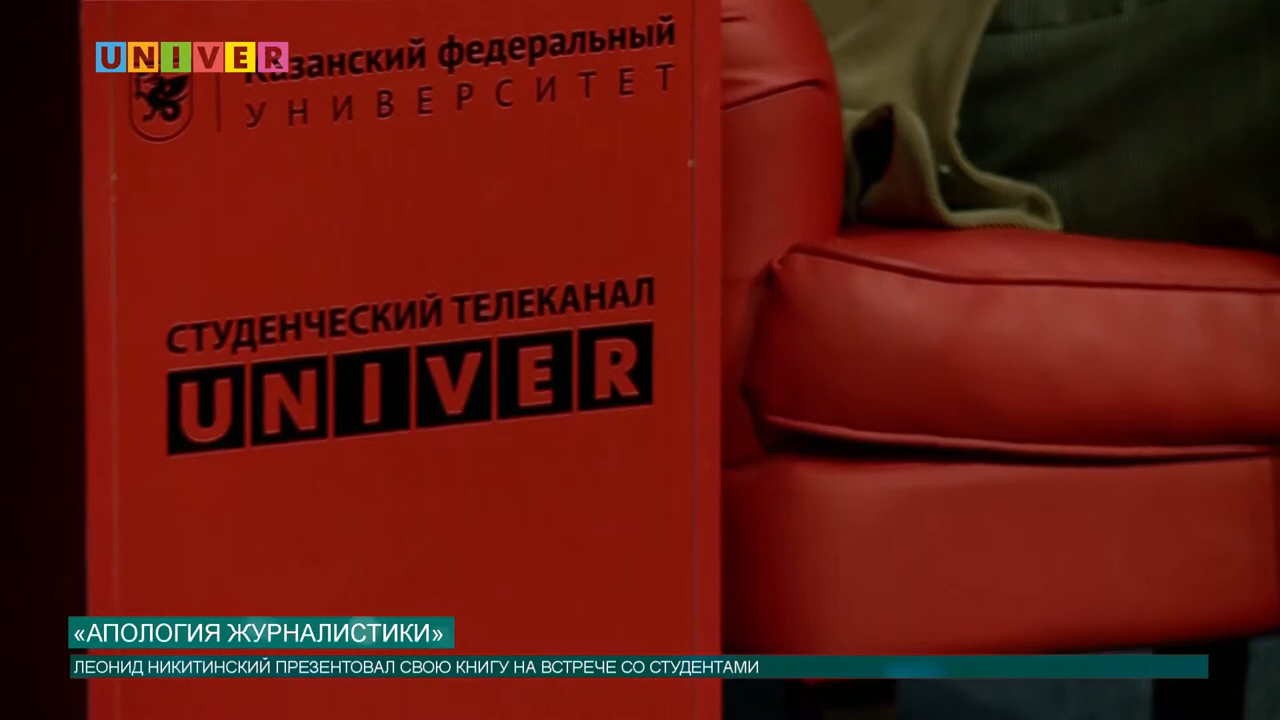 UNIVER
Казанский федеральный
УНИВЕРСИТЕТ
СТУДЕНЧЕСКИЙ ТЕЛЕКАНАЛ
UNIVER
«АПОЛОГИЯ ЖУРНАЛИСТИКИ»
ЛЕОНИД НИКИТИНСКИЙ ПРЕЗЕНТОВАЛ СВОЮ КНИГУ НА ВСТРЕЧЕ СО СТУДЕНТАМИ